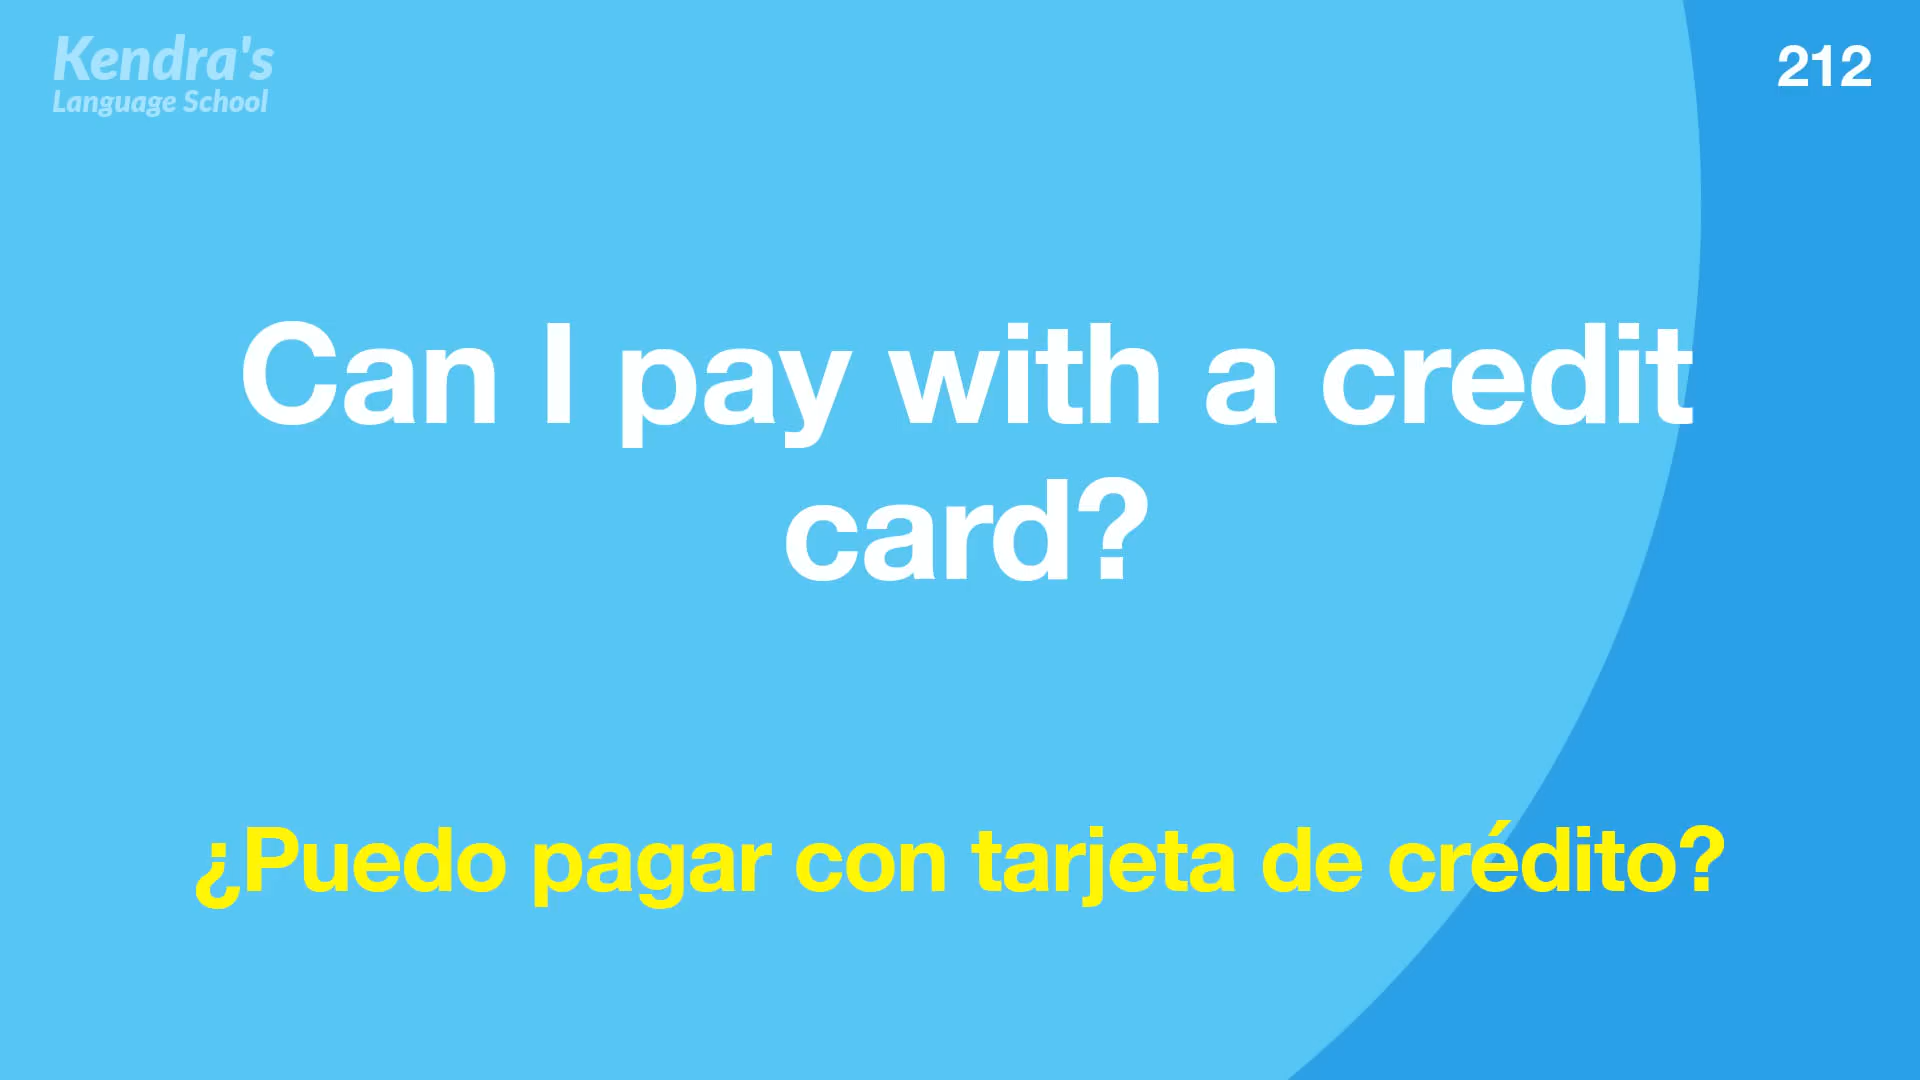 Kendra's
Language School
212
Can I pay with a credit
card?
¿Puedo pagar con tarjeta de crédito?